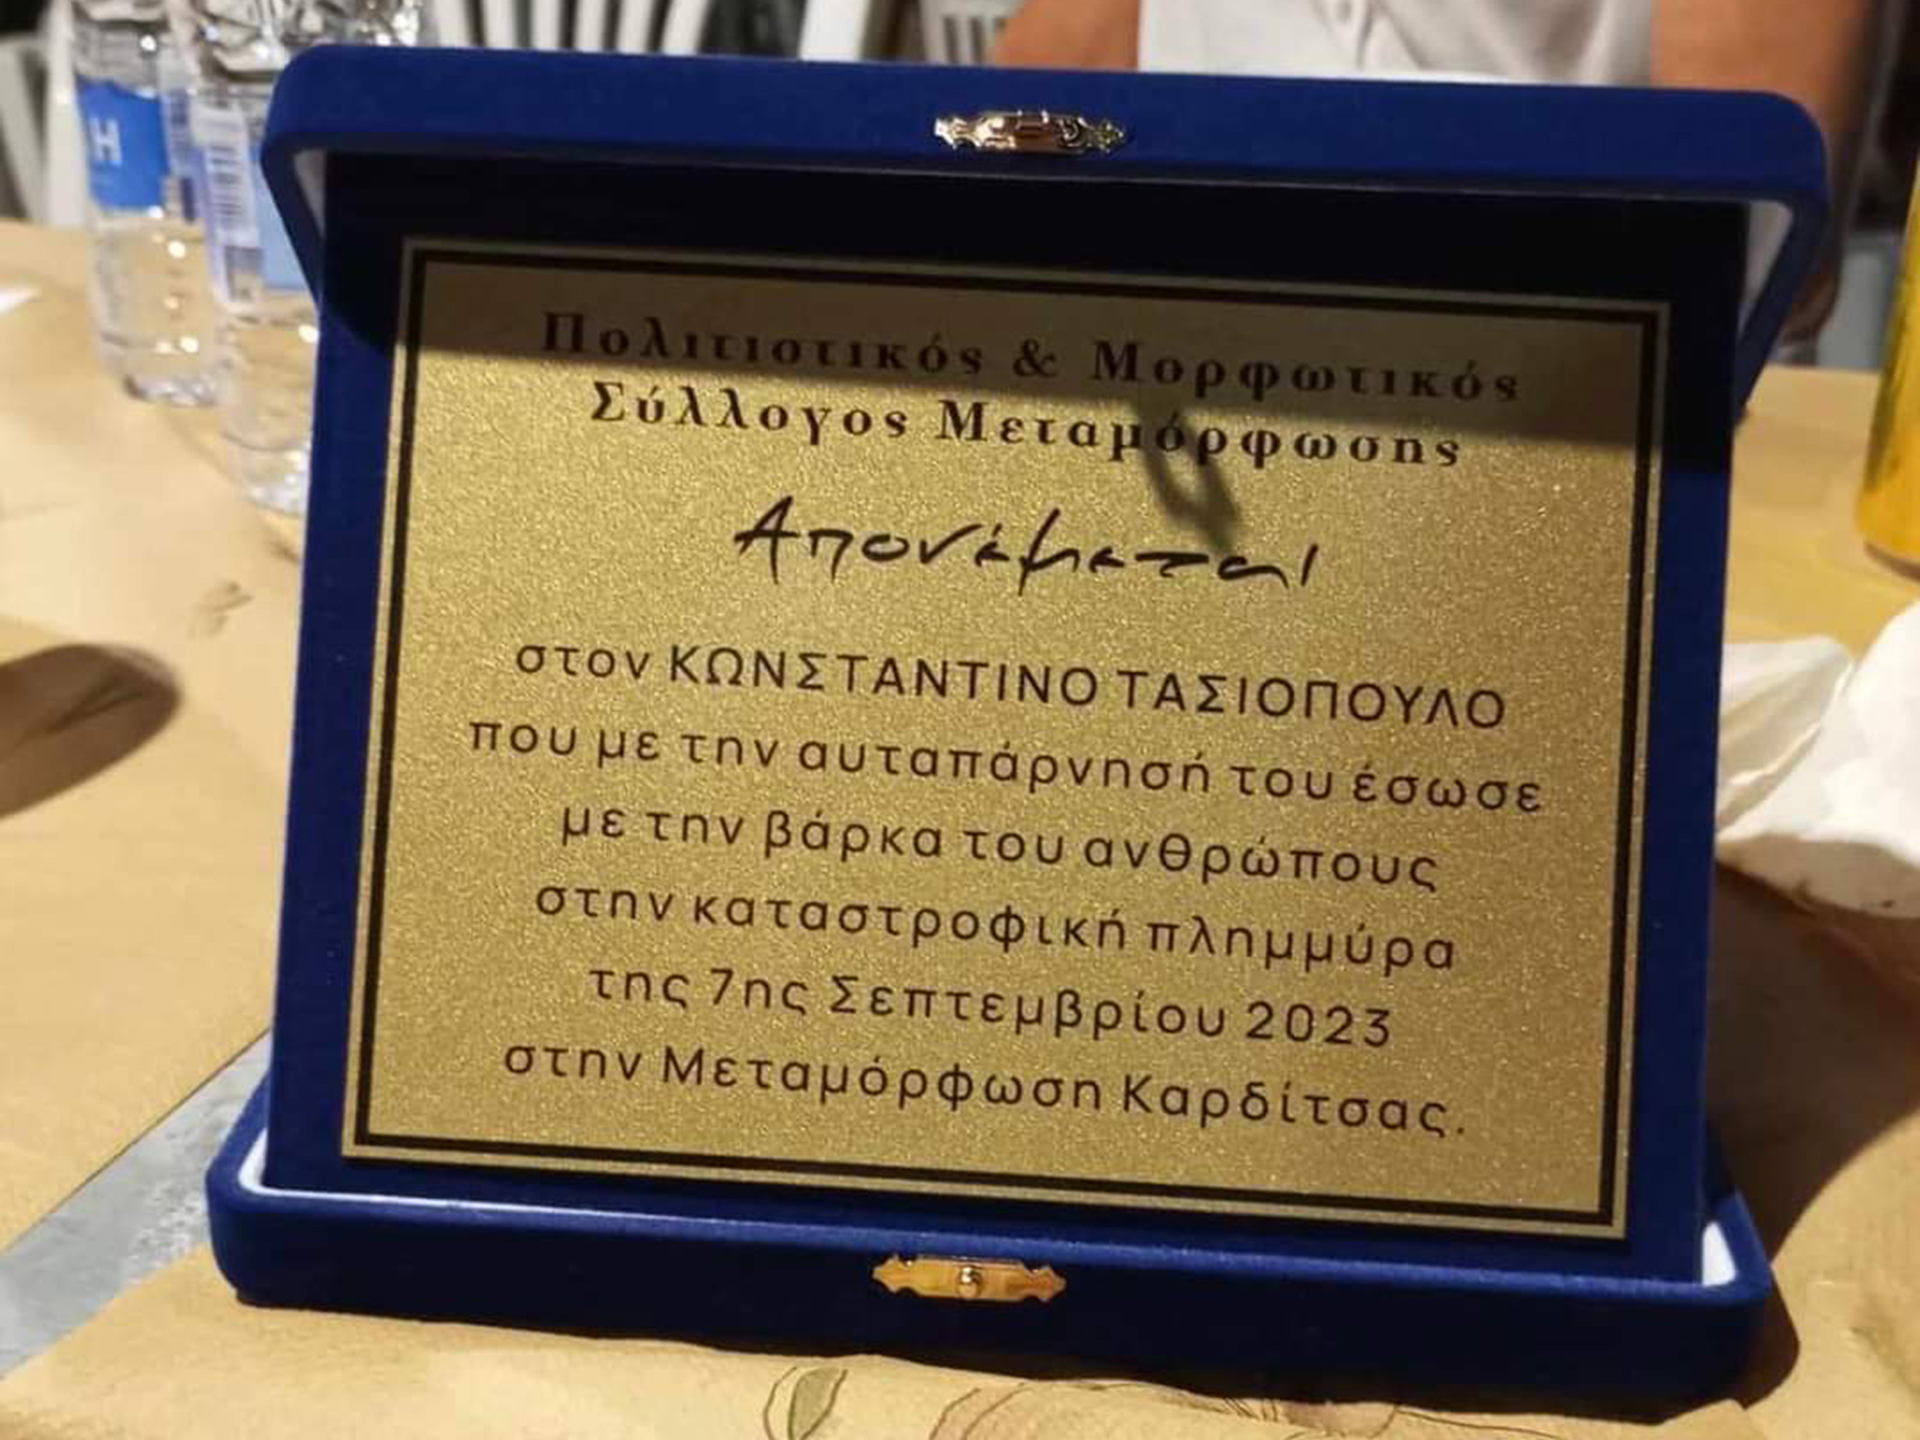 Πολιτιστικός & Μορφωτικός
Σύλλογος Μεταμόρφωσης
Απονέμεται
στον ΚΩΝΣΤΑΝΤΙΝΟ ΤΑΣΙΟΠΟΥΛΟ
που με την αυταπάρνησή του έσωσε
με την βάρκα του ανθρώπους
στην καταστροφική πλημμύρα
της 7ης Σεπτεμβρίου 2023
στην Μεταμόρφωση Καρδίτσας.